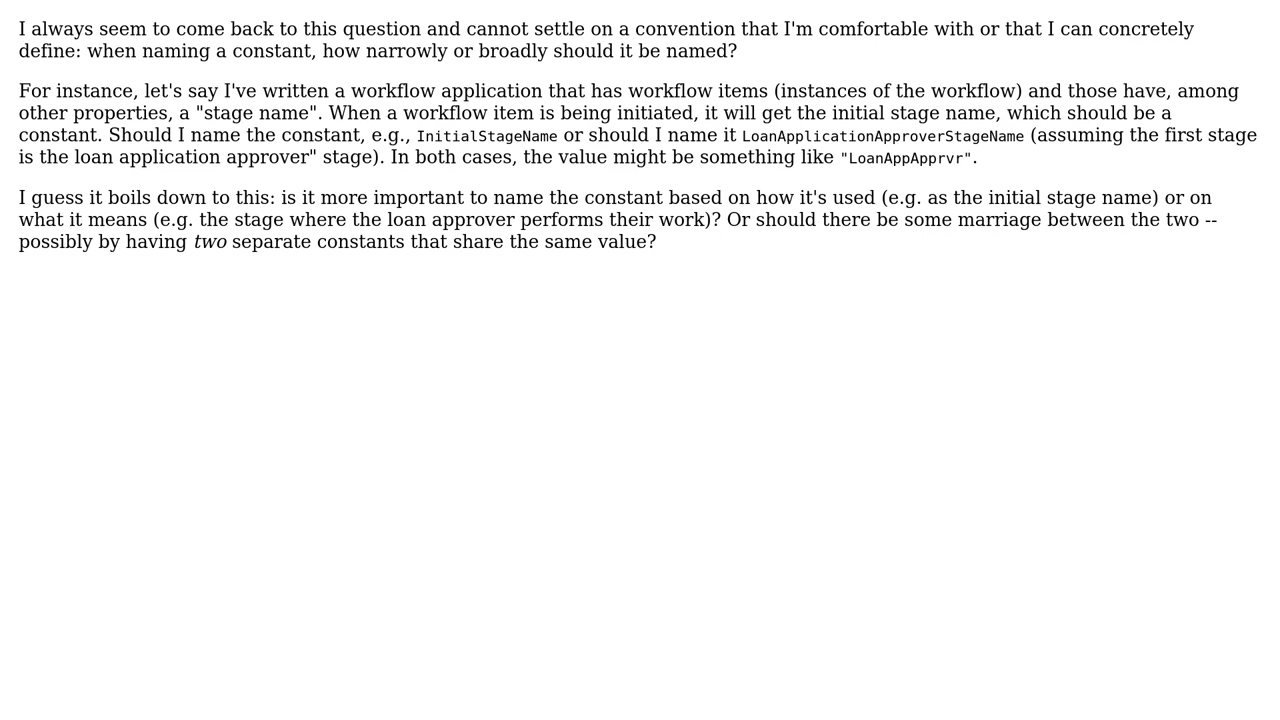 I always seem to come back to this question and cannot settle on a convention that I'm comfortable with or that I can concretely
define: when naming a constant, how narrowly or broadly should it be named?
For instance, let's say I've written a workflow application that has workflow items (instances of the workflow) and those have, among
other properties, a "stage name". When a workflow item is being initiated, it will get the initial stage name, which should be a
constant. Should I name the constant, e.g., InitialStageName or should I name it LoanApplicationApproverStageName (assuming the first stage
is the loan application approver" stage). In both cases, the value might be something like "LoanAppApprvr".
I guess it boils down to this: is it more important to name the constant based on how it's used (e.g. as the initial stage name) or on
what it means (e.g. the stage where the loan approver performs their work)? Or should there be some marriage between the two --
possibly by having two separate constants that share the same value?